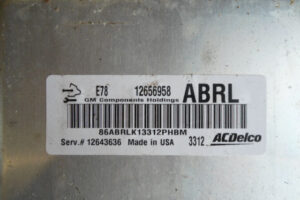 E78 12656958 ABRL
GM Components Holdings
86ABRLK13312PHBM
Serv.# 12643636 Made in USA 3312 ACDelco